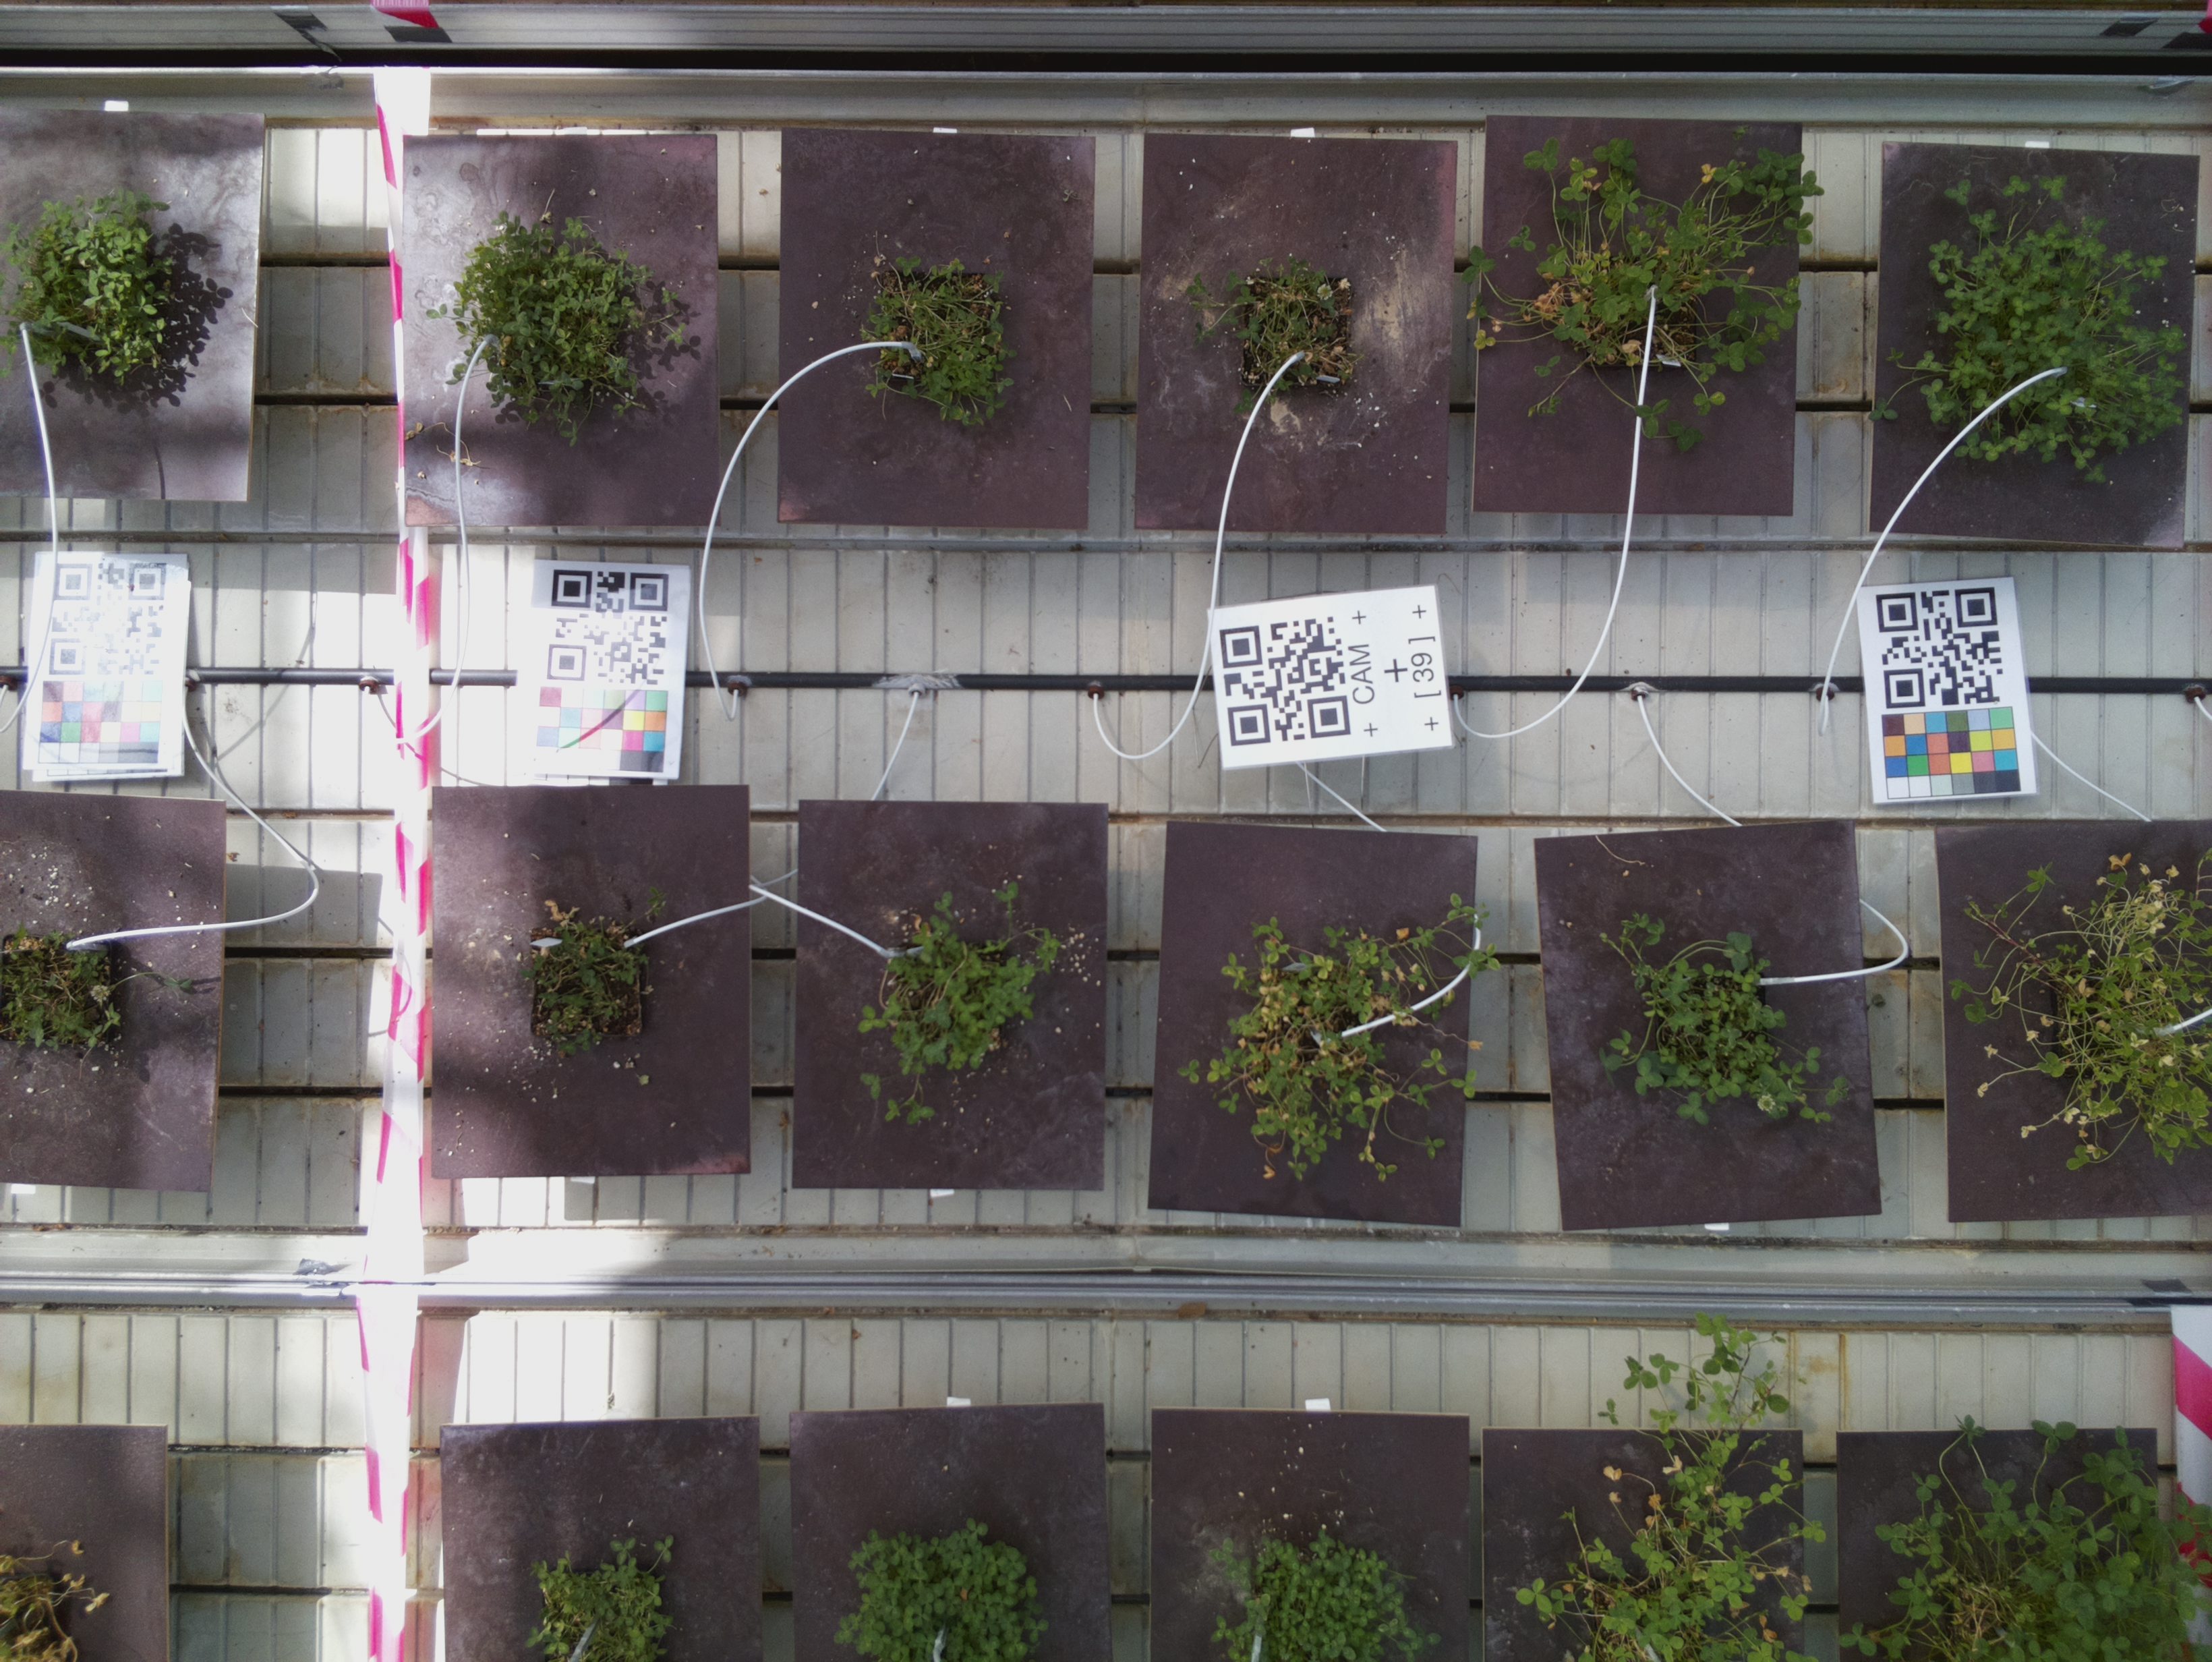 + CAM +
+
+ [ 39 ] +